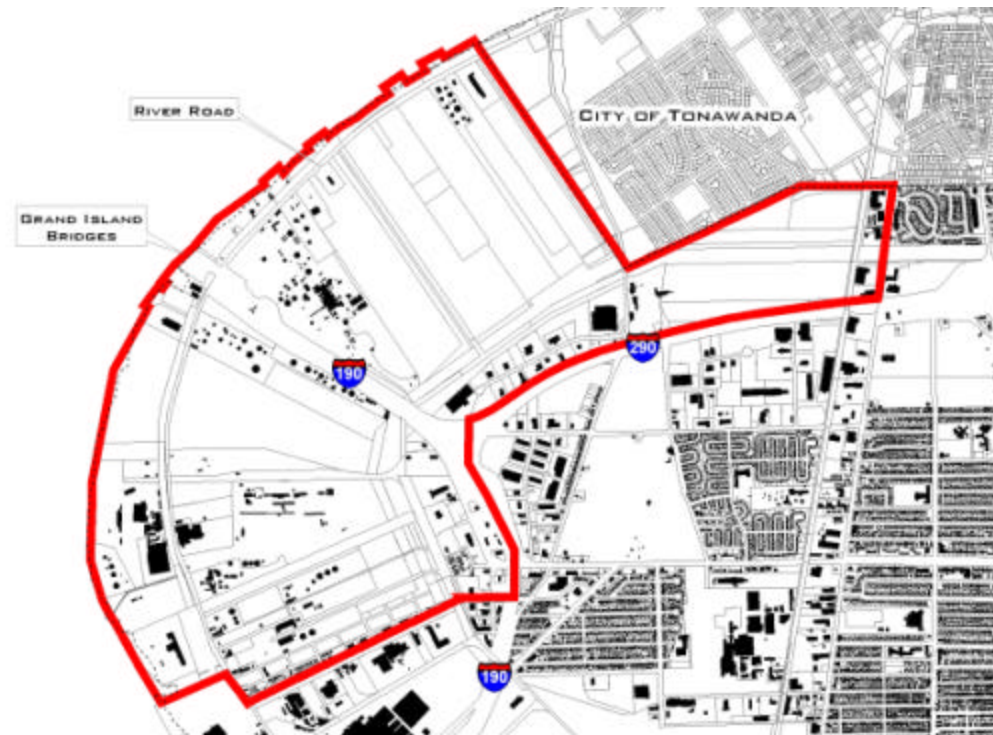 CITY OF TONAWANDA
RIVER ROAD
GRAND ISLAND
BRIDGES
290
190
190